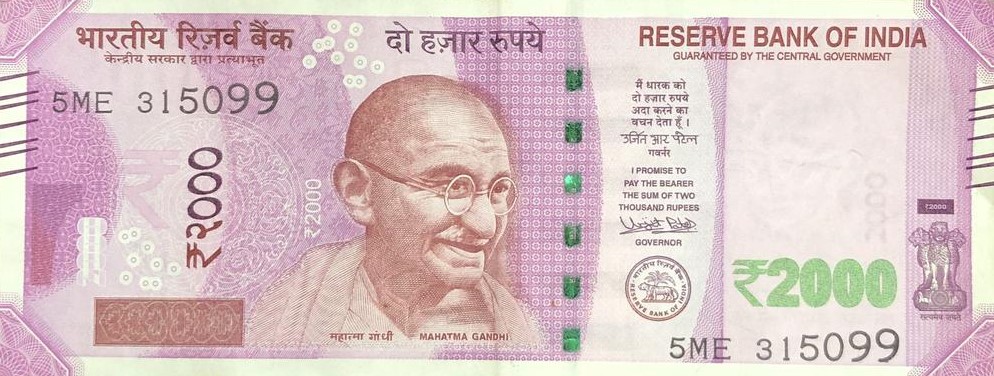 भारतीय रिज़र्व बैंक
केन्द्रीय सरकार द्वारा प्रत्याभूत
दो हज़ार रुपये
RESERVE BANK OF INDIA
GUARANTEED BY THE CENTRAL GOVERNMENT
5ME 315099
मैं धारक को
दो हज़ार रुपये
अदा करने का
वचन देता हूँ ।
उर्जित आर पटेल
गवर्नर
I PROMISE TO
PAY THE BEARER
THE SUM OF TWO
THOUSAND RUPEES
GOVERNOR
₹२०००
₹2000
₹2000
भारतीय रिज़र्व बैंक
RESERVE BANK OF INDIA
₹2000
सत्यमेव जयते
महात्मा गांधी
MAHATMA GANDHI
5ME 315099